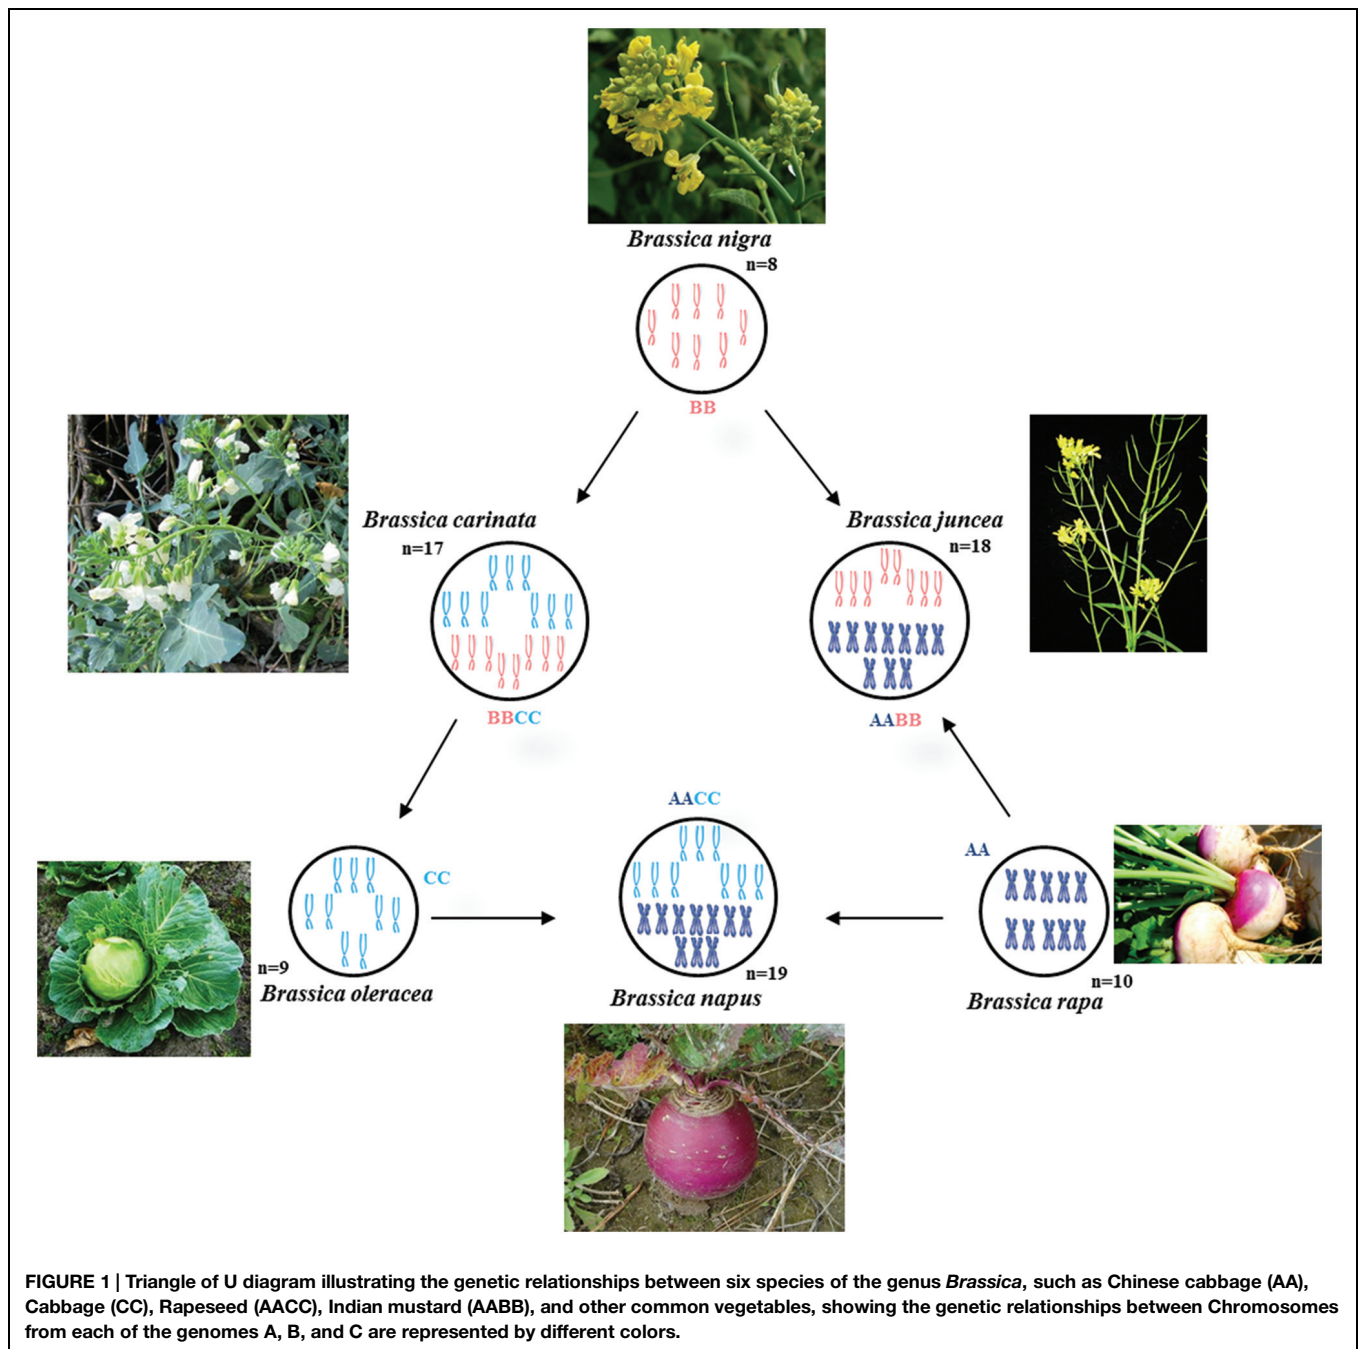 Brassica nigra
n=8
BB
Brassica carinata
n=17
BBCC
Brassica juncea
n=18
AABB
AACC
AA
CC
n=9
Brassica oleracea
n=19
Brassica napus
n=10
Brassica rapa
FIGURE 1 | Triangle of U diagram illustrating the genetic relationships between six species of the genus Brassica, such as Chinese cabbage (AA),
Cabbage (CC), Rapeseed (AACC), Indian mustard (AABB), and other common vegetables, showing the genetic relationships between Chromosomes
from each of the genomes A, B, and C are represented by different colors.